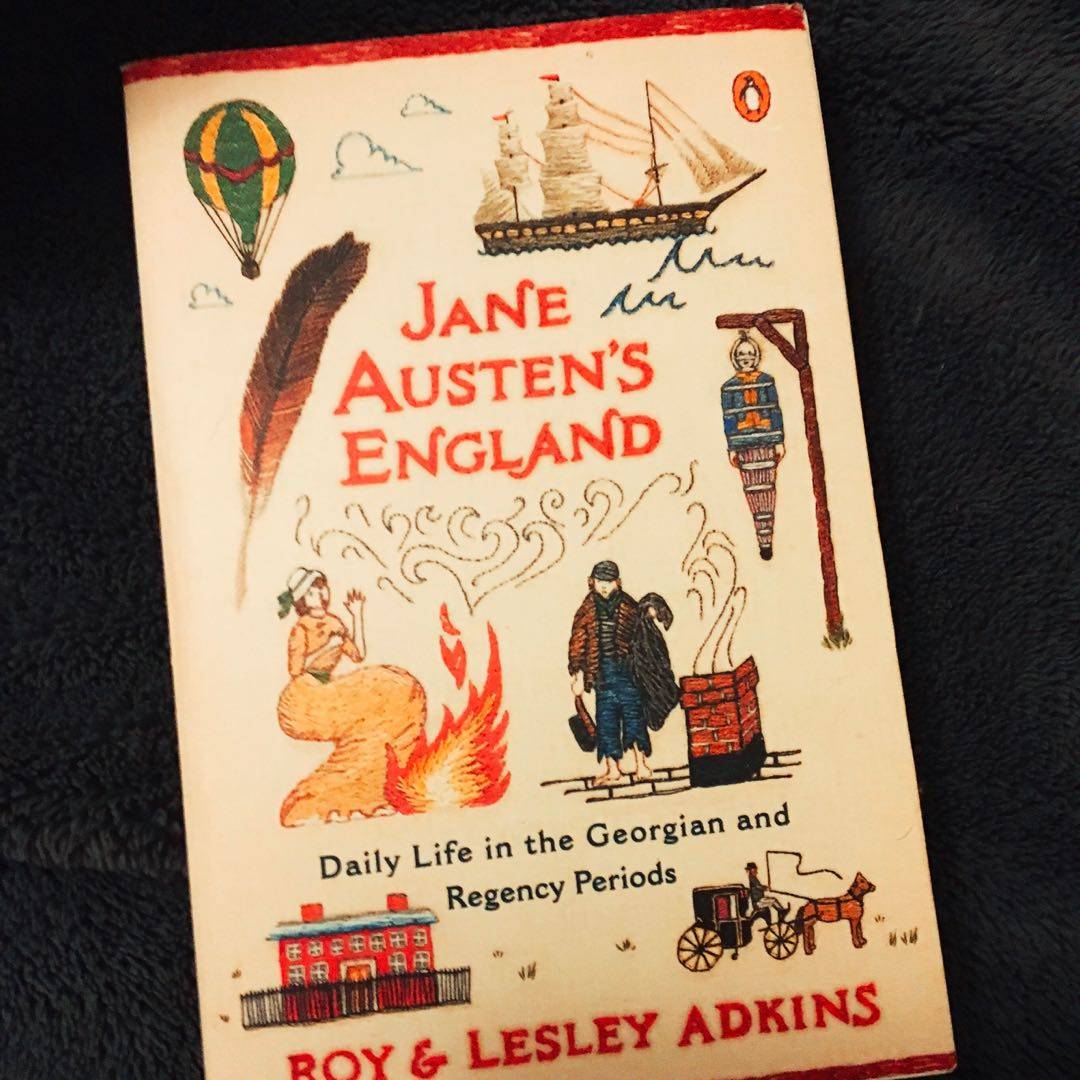 JANE
AUSTEN'S
ENGLAND
Daily Life in the Georgian and
Regency Periods
ROY & LESLEY ADKINS